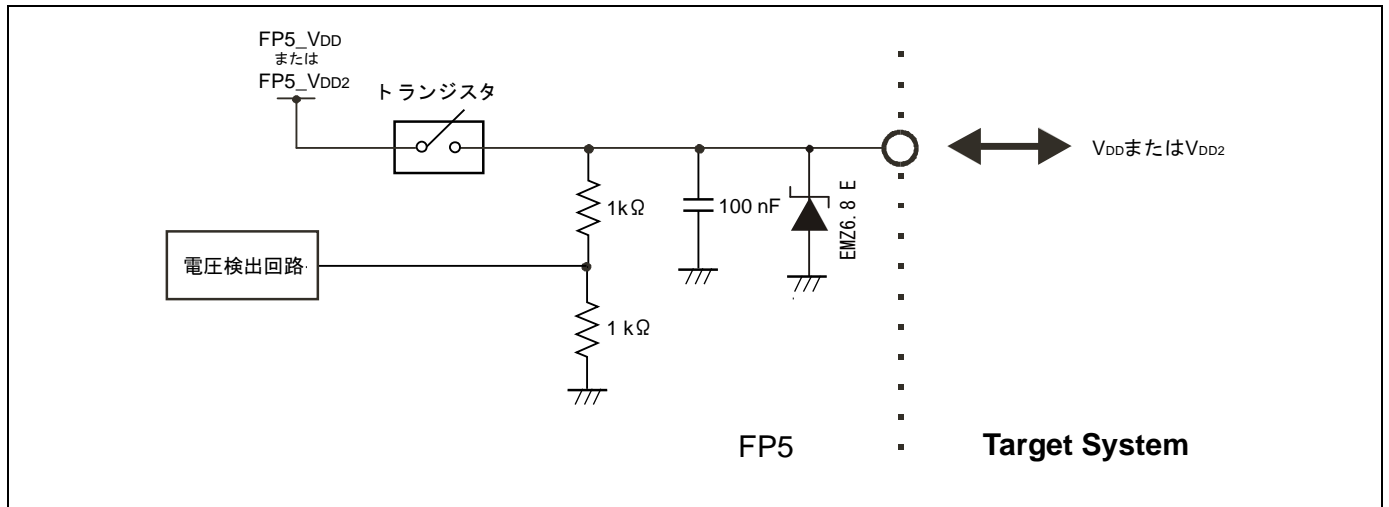 FP5_VDD
または
FP5_VDD2
トランジスタ
VDDまたはVDD2
1kΩ
100 nF
EMZ6.8 E
電圧検出回路
1 kΩ
FP5
Target System